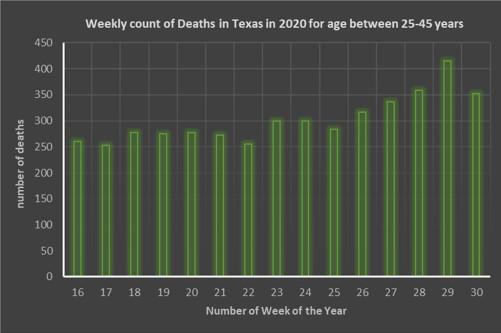 Weekly count of Deaths in Texas in 2020 for age between 25-45 years
450
400
350
300
250
200
150
100
50
0
number of deaths
16 17 18 19 20 21 22 23 24 25 26 27 28 29 30
Number of Week of the Year